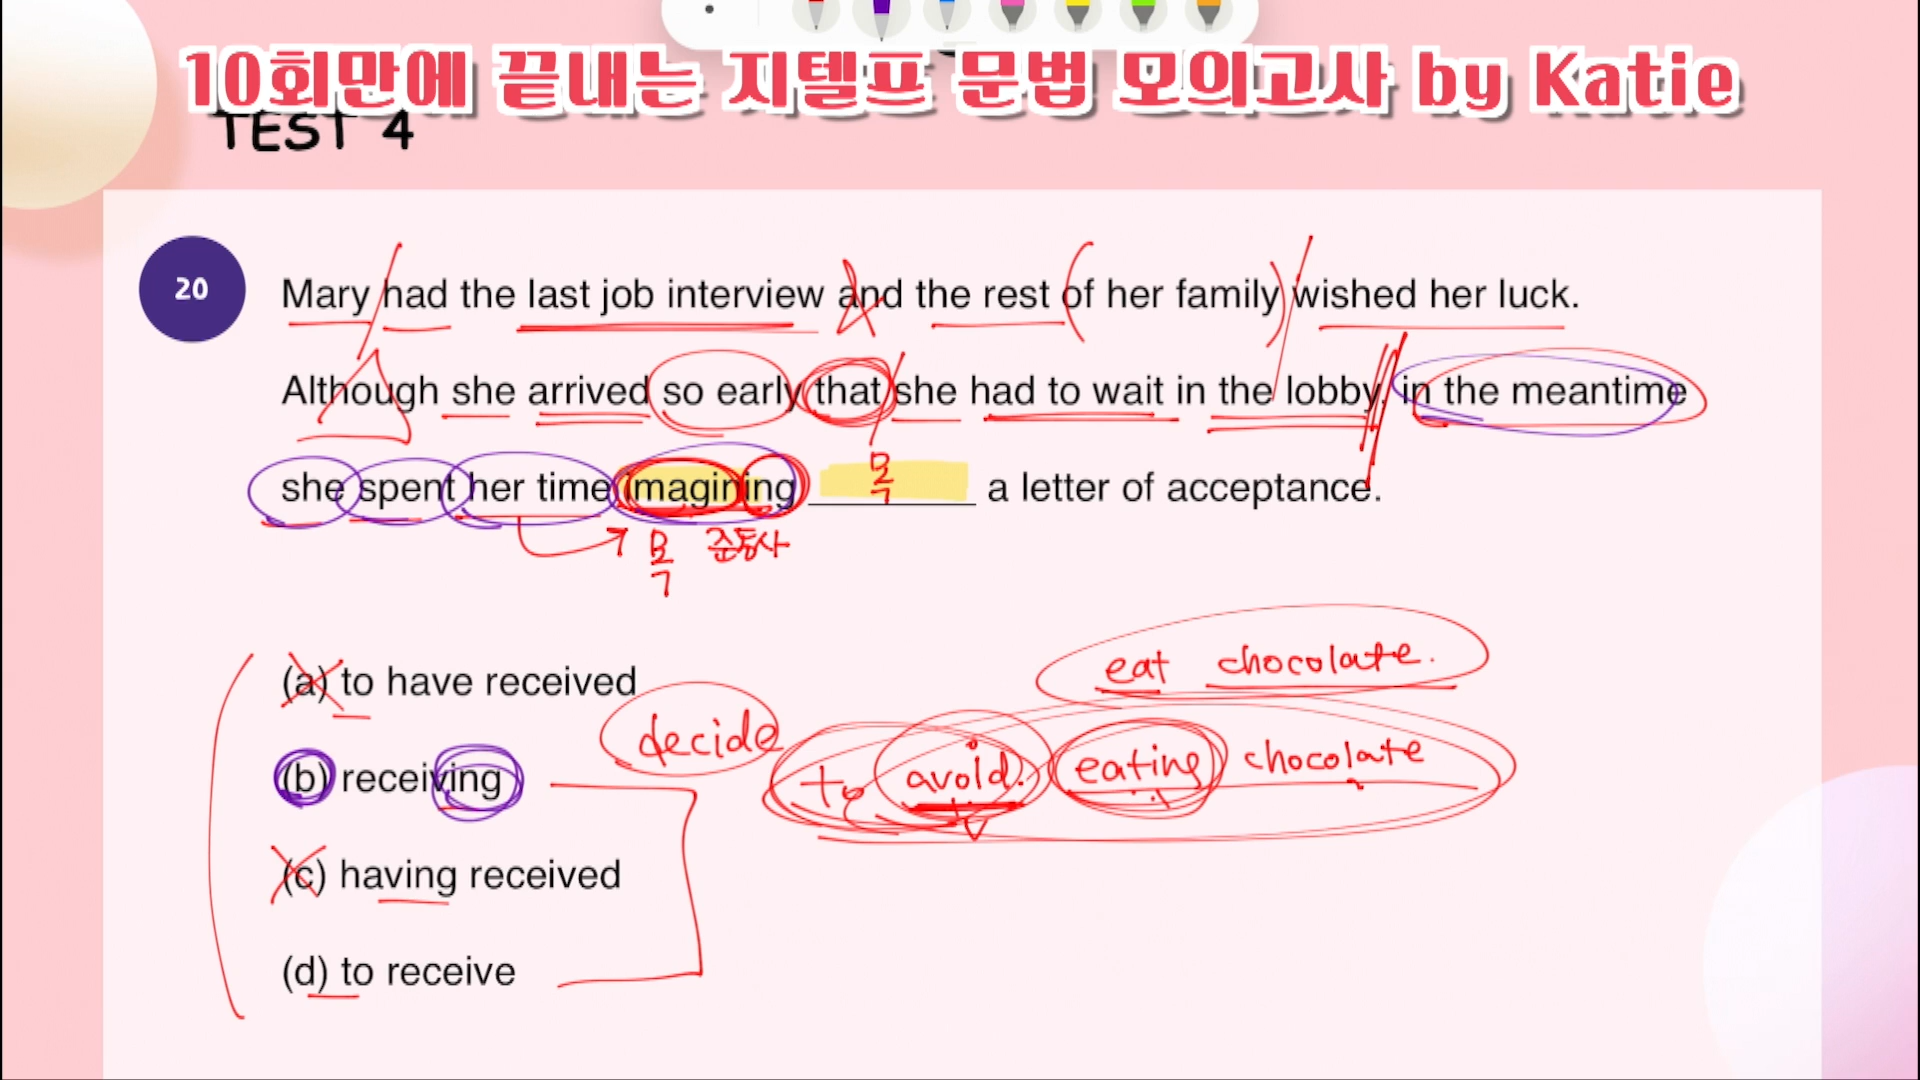 10회만에 끝내는 지텔프 문법 모의고사 by Katie
TEST 4
20
Mary had the last job interview and the rest of her family wished her luck.
Although she arrived so early that she had to wait in the lobby, in the meantime
she spent her time imagining ________ a letter of acceptance.
목
목 준동사
(a) to have received
(b) receiving
(c) having received
(d) to receive
eat chocolate.
decide to avoid. eating chocolate